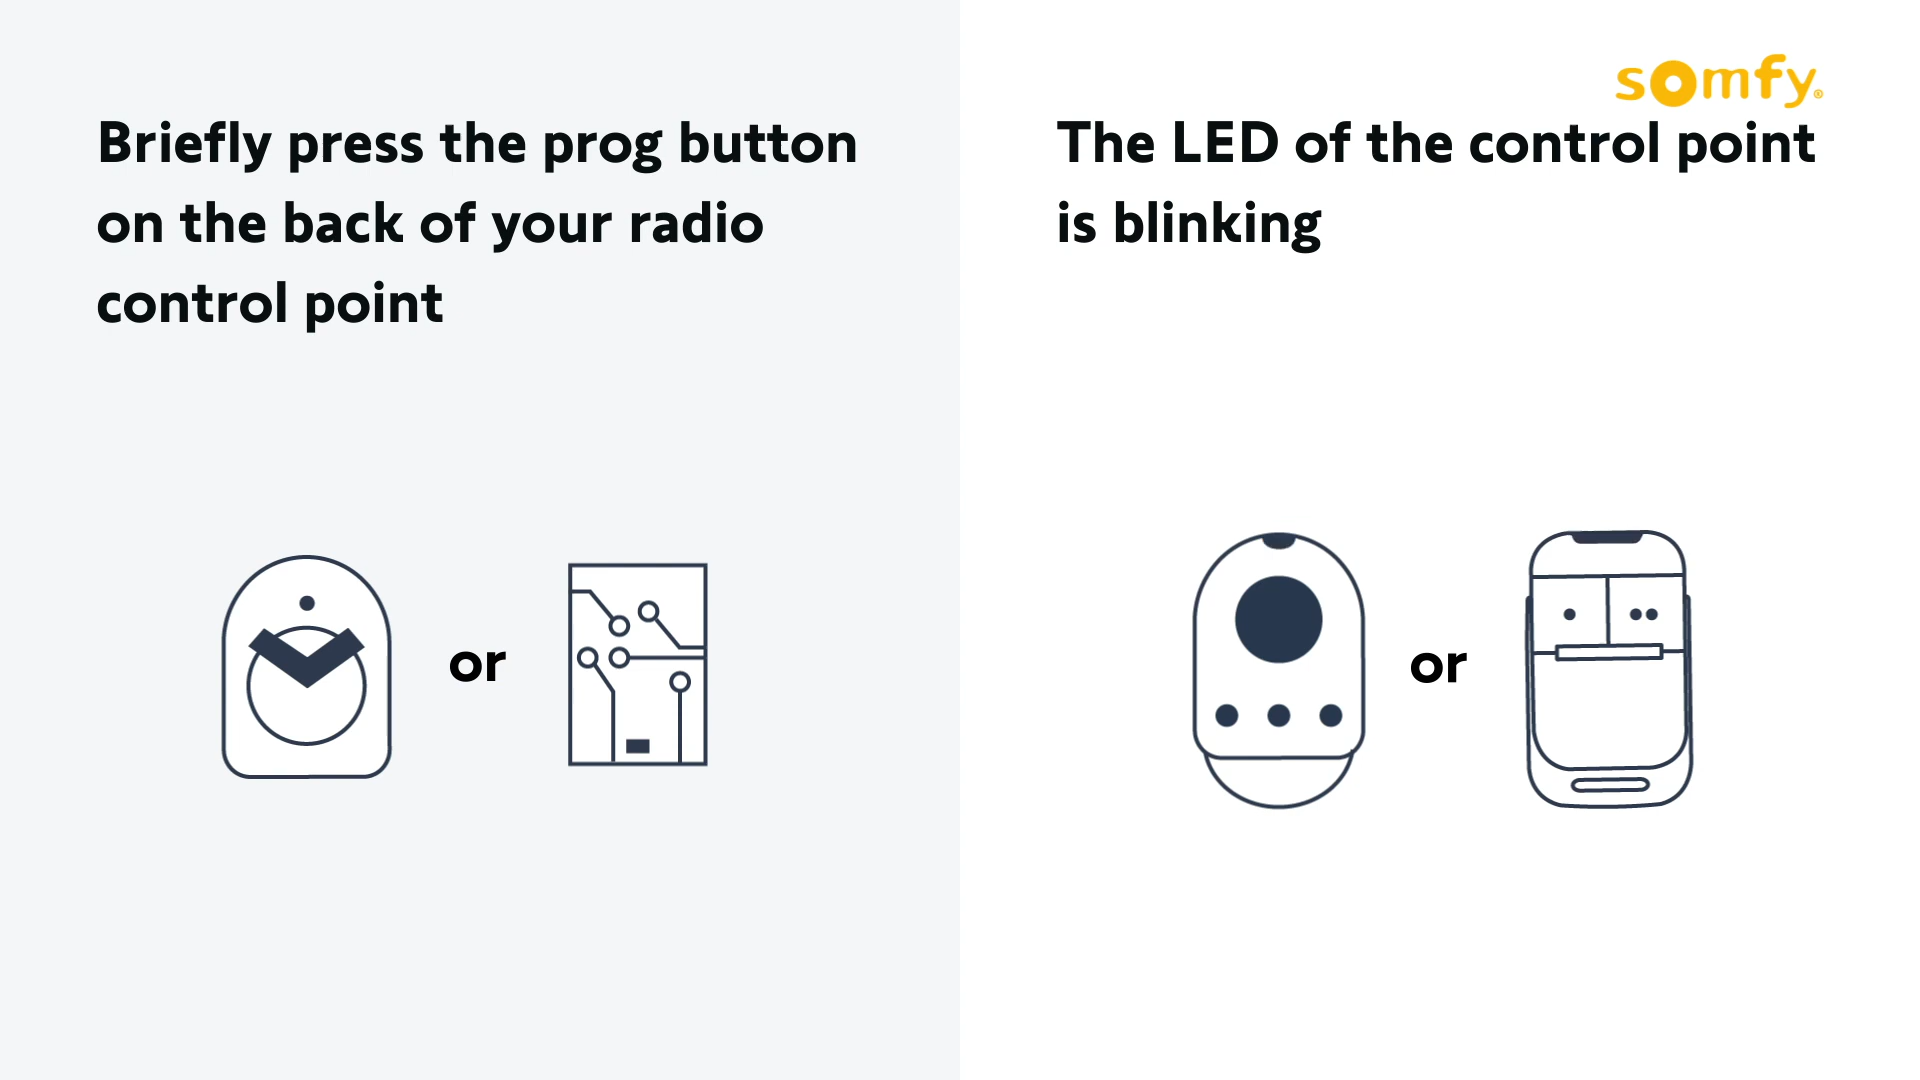 Briefly press the prog button
on the back of your radio
control point
somfy®
The LED of the control point
is blinking
or
or